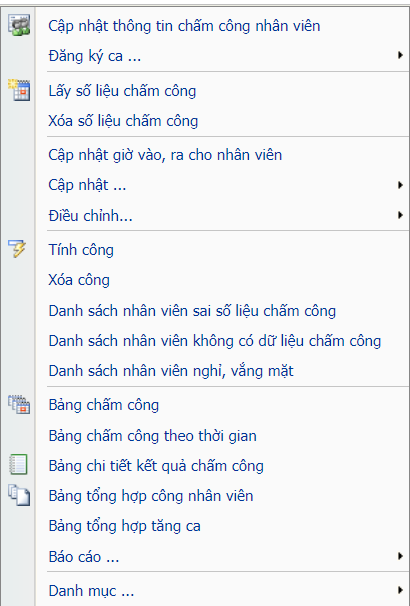 Cập nhật thông tin chấm công nhân viên
Đăng ký ca ...
Lấy số liệu chấm công
Xóa số liệu chấm công
Cập nhật giờ vào, ra cho nhân viên
Cập nhật ...
Điều chỉnh...
Tính công
Xóa công
Danh sách nhân viên sai số liệu chấm công
Danh sách nhân viên không có dữ liệu chấm công
Danh sách nhân viên nghỉ, vắng mặt
Bảng chấm công
Bảng chấm công theo thời gian
Bảng chi tiết kết quả chấm công
Bảng tổng hợp công nhân viên
Bảng tổng hợp tăng ca
Báo cáo ...
Danh mục ...